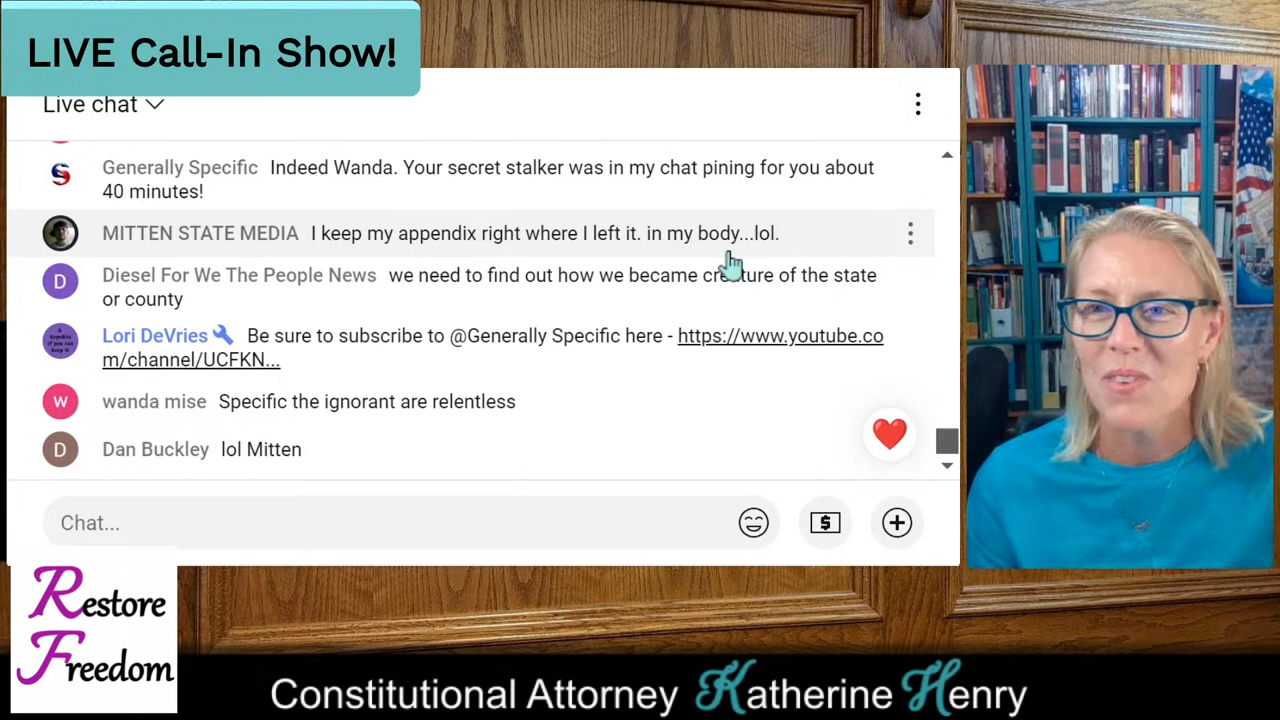 LIVE Call-In Show!
Live chat
Generally Specific Indeed Wanda. Your secret stalker was in my chat pining for you about
40 minutes!
MITTEN STATE MEDIA I keep my appendix right where I left it. in my body...lol.
D Diesel For We The People News we need to find out how we became creature of the state
or county
Lori DeVries Be sure to subscribe to @Generally Specific here - https://www.youtube.co
m/channel/UCFKN...
W wanda mise Specific the ignorant are relentless
D Dan Buckley lol Mitten
Chat...
$
Restore
Freedom
Constitutional Attorney Katherine Henry